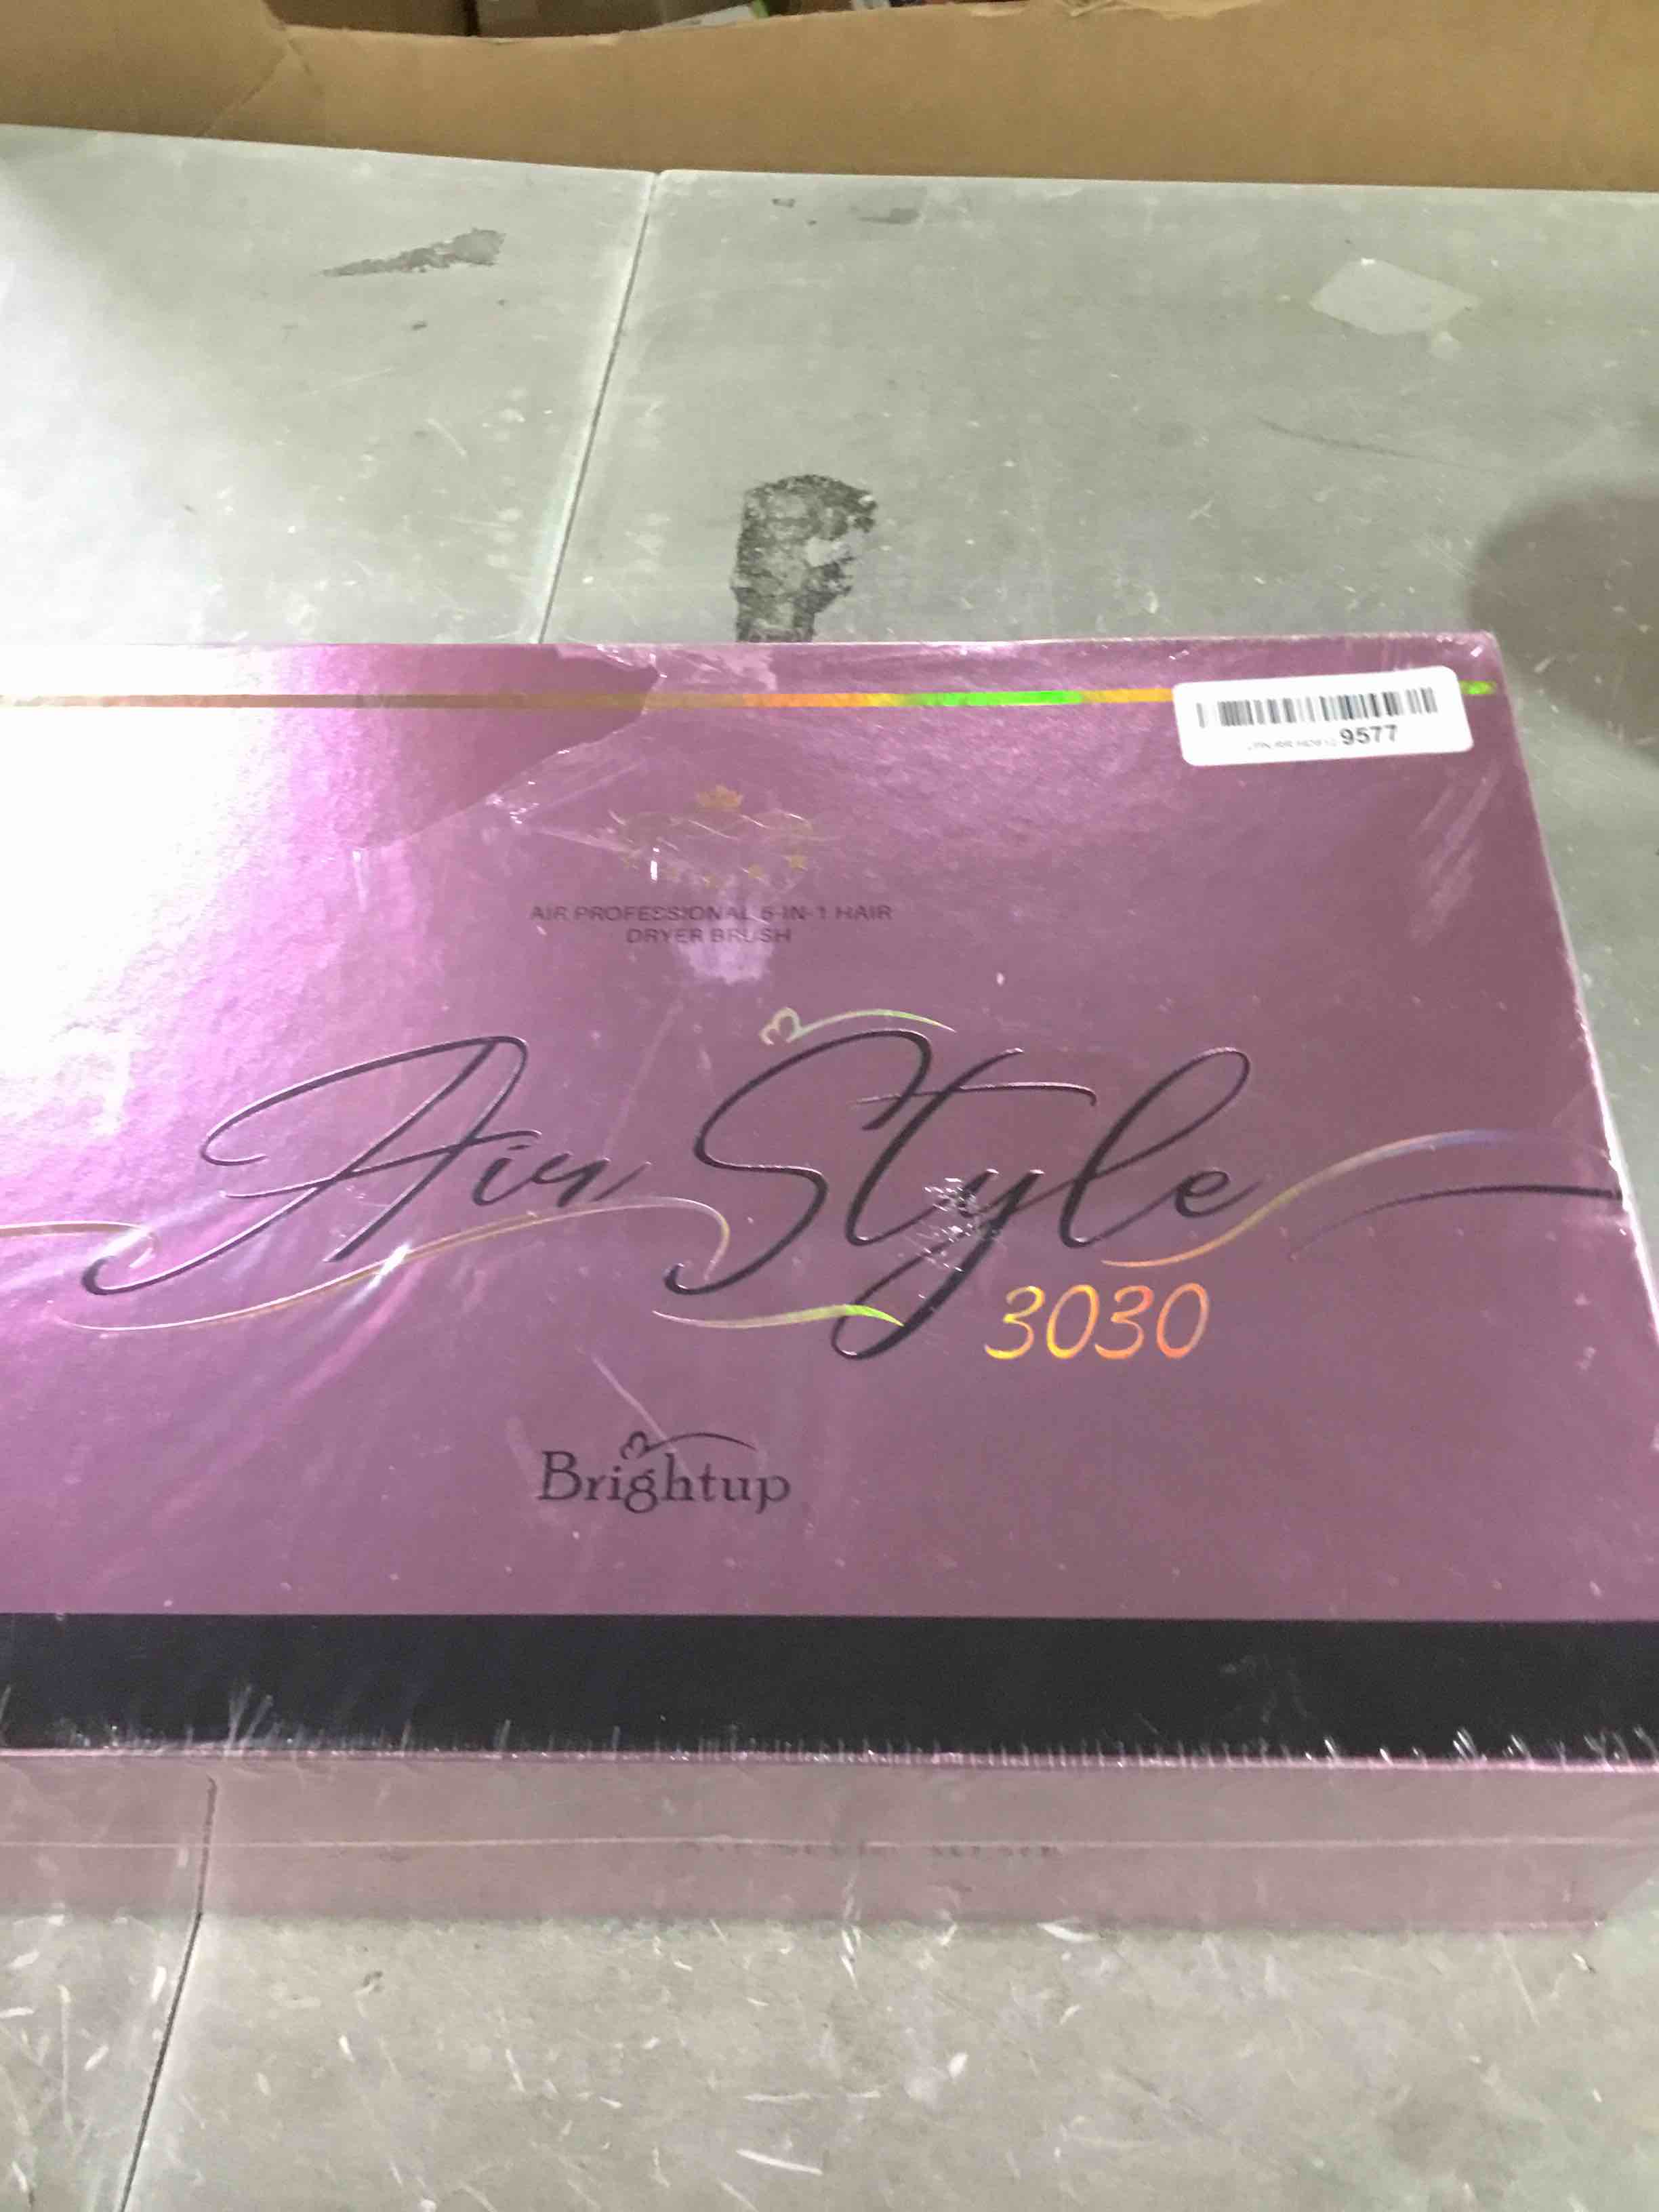 9577
AIR PROFESSIONAL 6-IN-1 HAIR
DRYER BRUSH
Air Style
3030
Brightup